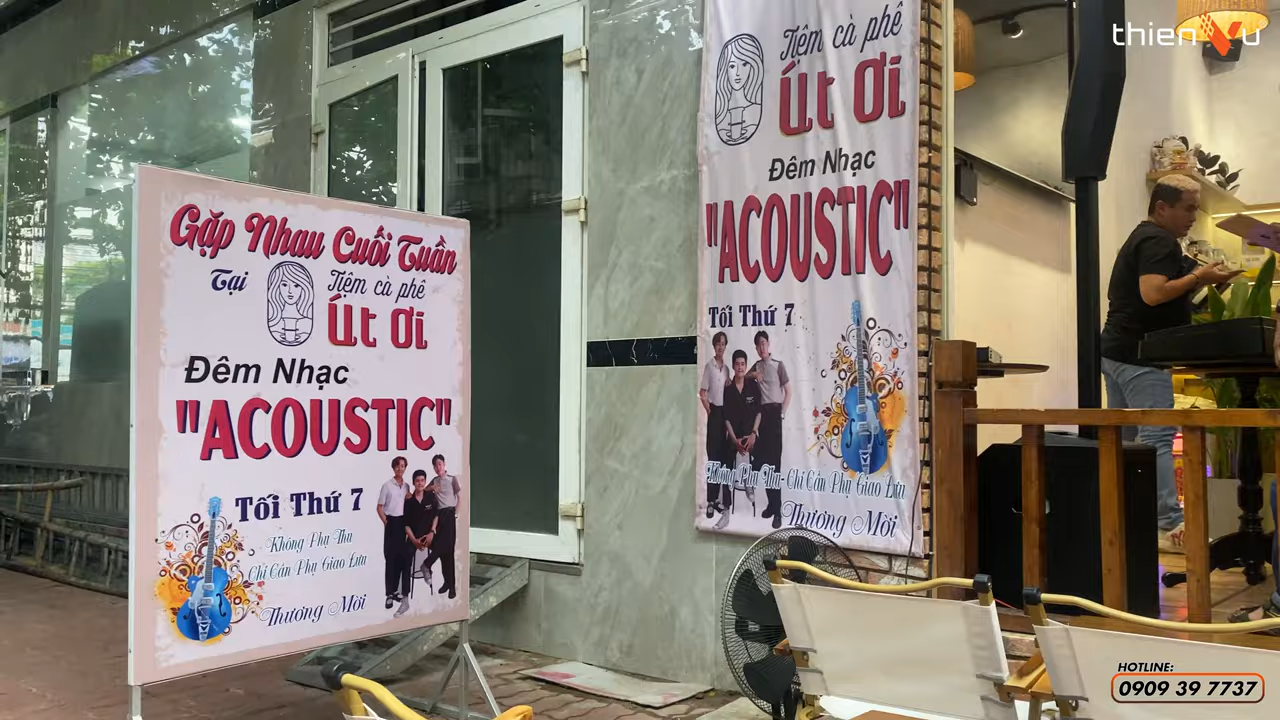 Gặp Nhau Cuối Tuần
Tại
Tiệm cà phê
Út Ơi
Đêm Nhạc
"ACOUSTIC"
Tối Thứ 7
Không Phụ Thu
Chỉ Cần Phụ Giao Lưu
Thương Mời
Tiệm cà phê
Út Ơi
Đêm Nhạc
"ACOUSTIC"
Tối Thứ 7
Không Phụ Thu-Chỉ Cần Phụ Giao Lưu
Thương Mời
thien Vu
HOTLINE:
0909 39 7737